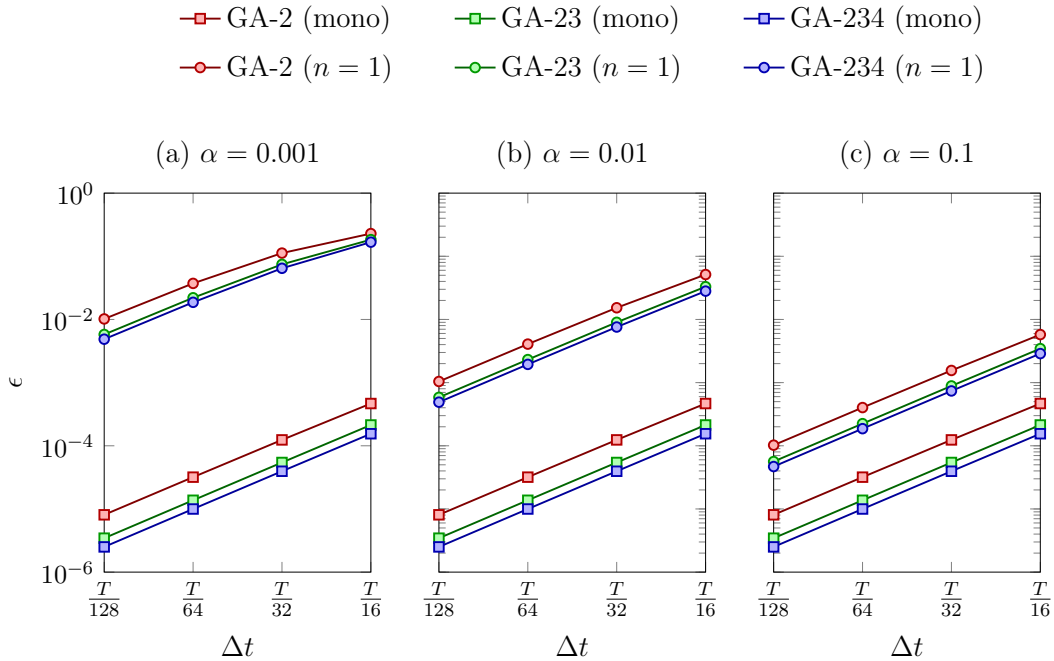 GA-2 (mono) GA-23 (mono) GA-234 (mono)
GA-2 (n = 1) GA-23 (n = 1) GA-234 (n = 1)
(a) α = 0.001 (b) α = 0.01 (c) α = 0.1
10^0
10^−2
10^−4
10^−6
ϵ
T/128 T/64 T/32 T/16 T/128 T/64 T/32 T/16 T/128 T/64 T/32 T/16
Δt Δt Δt